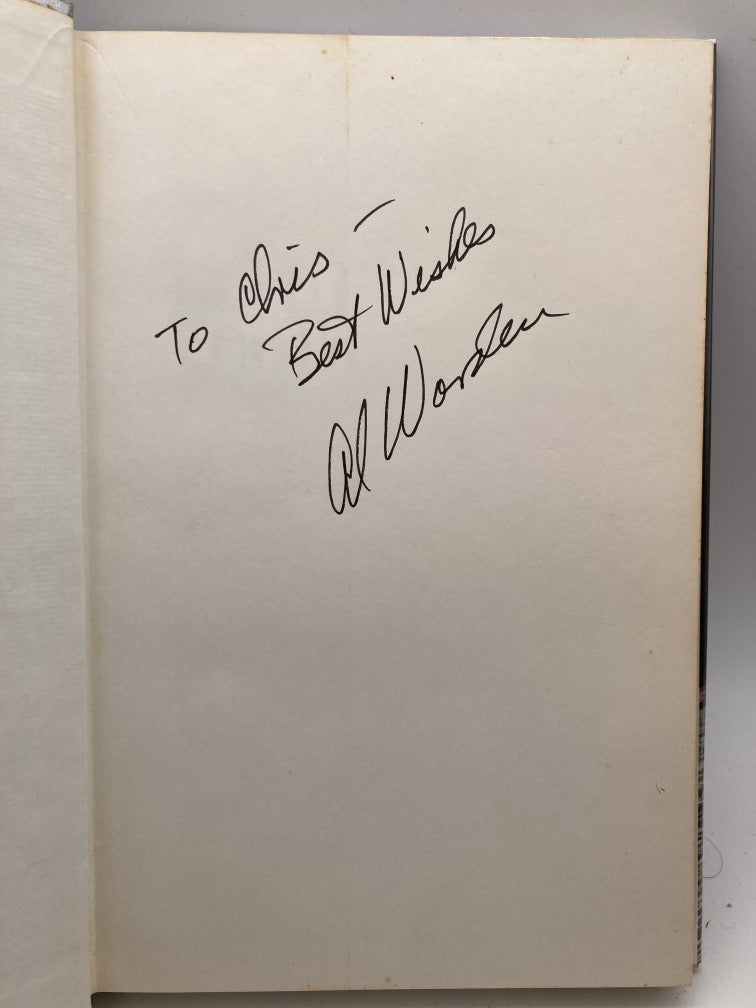 To Chris –
Best Wishes
Al Worden